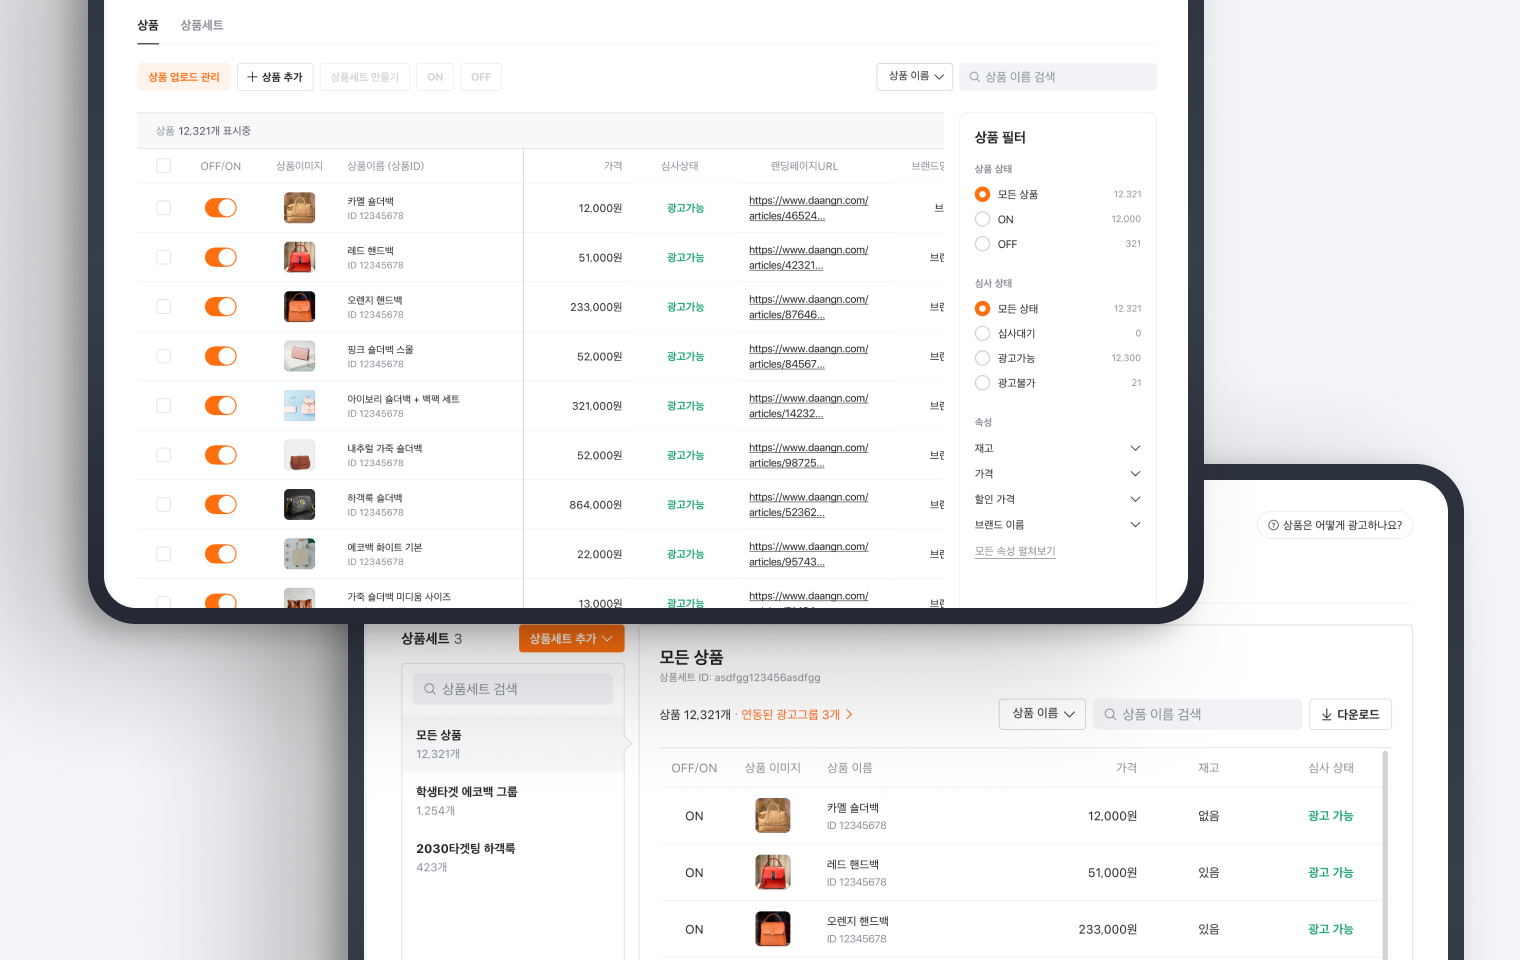 상품 상품세트
상품 업로드 관리 상품 추가 상품세트 만들기 ON OFF 상품 이름 상품 이름 검색
상품 12,321개 표시중
OFF/ON 상품이미지 상품이름 (상품ID) 가격 심사상태 랜딩페이지URL
카멜 숄더백
ID 12345678
12,000원 광고가능
https://www.daangn.com/
articles/46524...
브
레드 핸드백
ID 12345678
51,000원 광고가능
https://www.daangn.com/
articles/42321...
오렌지 핸드백
ID 12345678
233,000원 광고가능
https://www.daangn.com/
articles/87646...
핑크 숄더백 스몰
ID 12345678
52,000원 광고가능
https://www.daangn.com/
articles/84567...
아이보리 숄더백 + 백팩 세트
ID 12345678
321,000원 광고가능
https://www.daangn.com/
articles/14232...
내추럴 가죽 숄더백
ID 12345678
52,000원 광고가능
https://www.daangn.com/
articles/98725...
하객룩 숄더백
ID 12345678
864,000원 광고가능
https://www.daangn.com/
articles/52362...
에코백 화이트 기본
ID 12345678
22,000원 광고가능
https://www.daangn.com/
articles/95743...
가죽 숄더백 미디움 사이즈
13,000원 광고가능
https://www.daangn.com/
상품 필터
상품 상태
모든 상품 12.321
ON 12,000
OFF 321
심사 상태
모든 상태 12.321
심사대기 0
광고가능 12,300
광고불가 21
속성
재고
가격
할인 가격
브랜드 이름
모든 속성 펼쳐보기
상품은 어떻게 광고하나요?
상품세트 3 상품세트 추가
상품세트 검색
모든 상품
12,321개
학생타겟 에코백 그룹
1,254개
2030타겟팅 하객룩
423개
모든 상품
상품세트 ID: asdfgg123456asdfgg
상품 12,321개 · 연동된 광고그룹 3개 상품 이름 상품 이름 검색 다운로드
OFF/ON 상품 이미지 상품 이름 가격 재고 심사 상태
ON 카멜 숄더백
ID 12345678
12,000원 없음 광고 가능
ON 레드 핸드백
ID 12345678
51,000원 있음 광고 가능
ON 오렌지 핸드백
ID 12345678
233,000원 있음 광고 가능